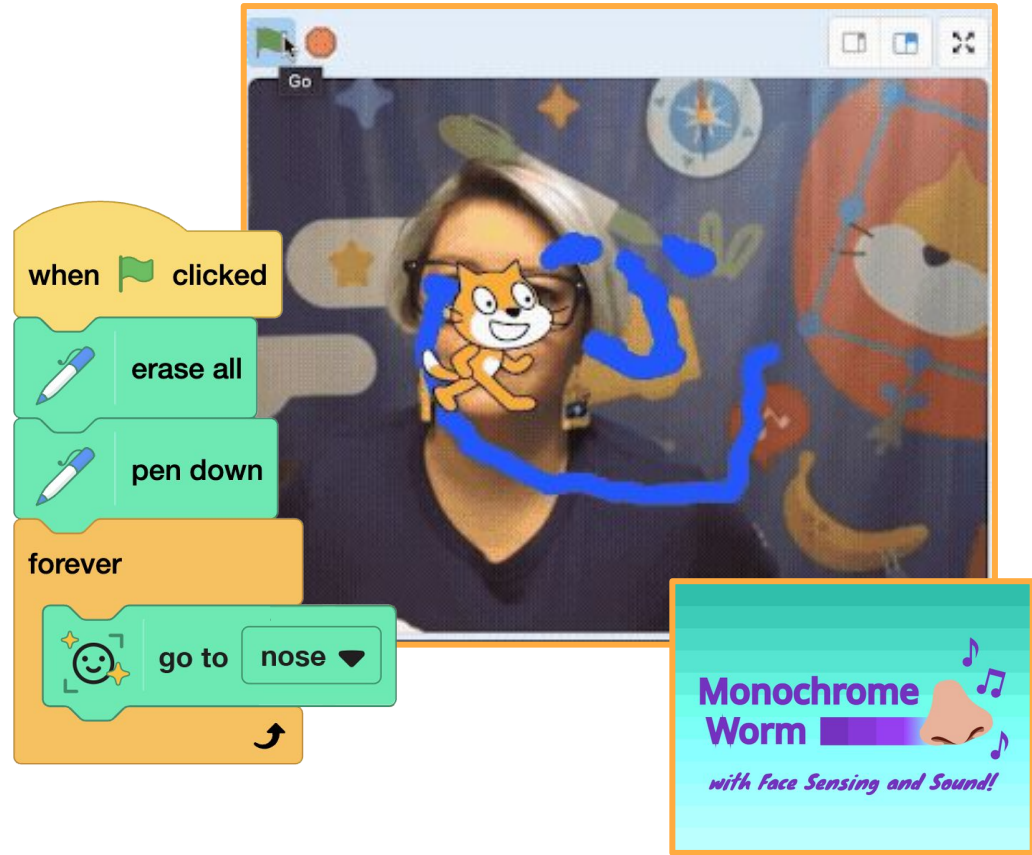 Go
when clicked
erase all
pen down
forever
go to nose
Monochrome
Worm
with Face Sensing and Sound!